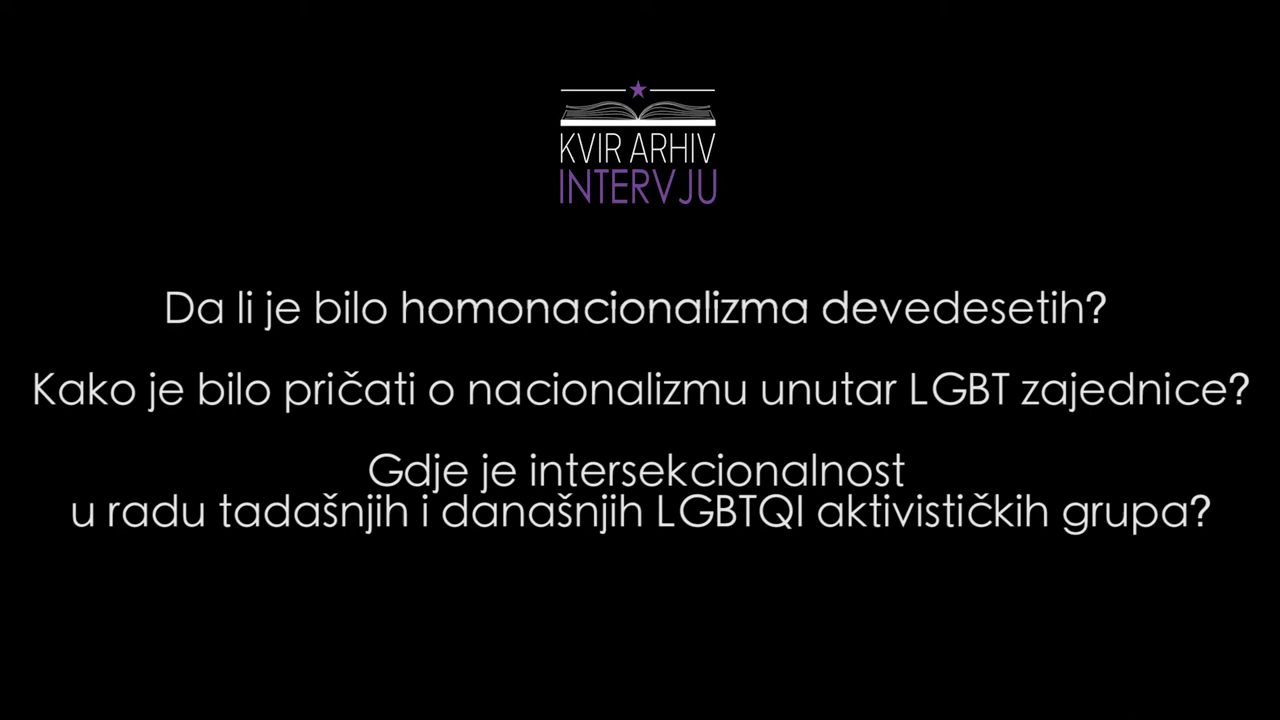 KVIR ARHIV
INTERVJU
Da li je bilo homonacionalizma devedesetih?
Kako je bilo pričati o nacionalizmu unutar LGBT zajednice?
Gdje je intersekcionalnost
u radu tadašnjih i današnjih LGBTQI aktivističkih grupa?